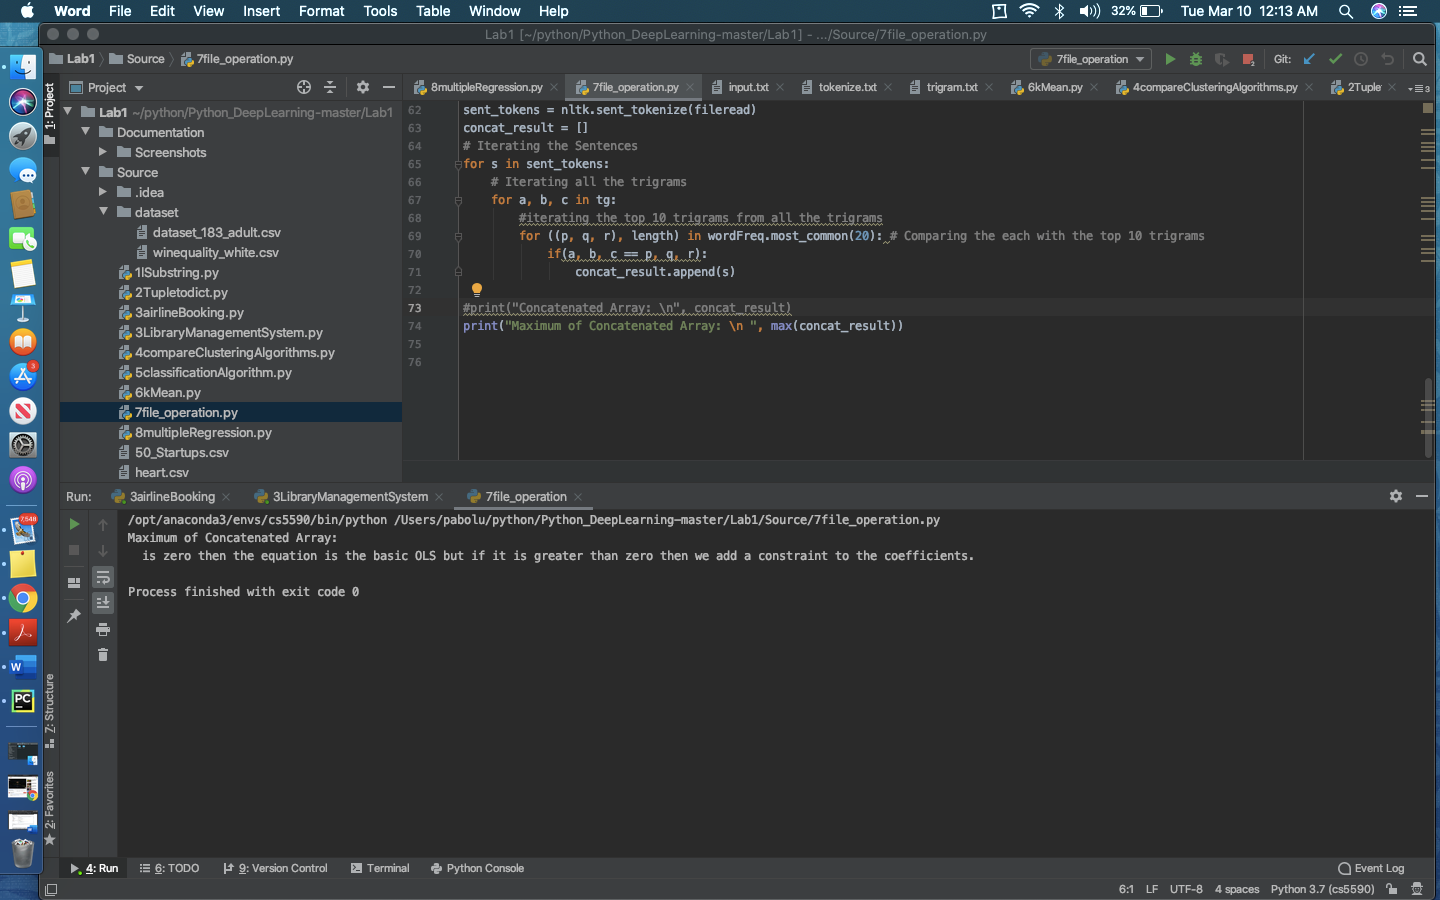 Word File Edit View Insert Format Tools Table Window Help 32% Tue Mar 10 12:13 AM
Lab1 [~/python/Python_DeepLearning-master/Lab1] - .../Source/7file_operation.py
Lab1 Source 7file_operation.py 7file_operation Git:
Project 8multipleRegression.py 7file_operation.py input.txt tokenize.txt trigram.txt 6kMean.py 4compareClusteringAlgorithms.py 2Tuple 3
1: Project
Lab1 ~/python/Python_DeepLearning-master/Lab1
Documentation
Screenshots
Source
.idea
dataset
dataset_183_adult.csv
winequality_white.csv
1lSubstring.py
2Tupletodict.py
3airlineBooking.py
3LibraryManagementSystem.py
4compareClusteringAlgorithms.py
5classificationAlgorithm.py
6kMean.py
7file_operation.py
8multipleRegression.py
50_Startups.csv
heart.csv
62 sent_tokens = nltk.sent_tokenize(fileread)
63 concat_result = []
64 # Iterating the Sentences
65 for s in sent_tokens:
66 # Iterating all the trigrams
67 for a, b, c in tg:
68 #iterating the top 10 trigrams from all the trigrams
69 for ((p, q, r), length) in wordFreq.most_common(20): # Comparing the each with the top 10 trigrams
70 if(a, b, c == p, q, r):
71 concat_result.append(s)
72
73 #print("Concatenated Array: \n", concat_result)
74 print("Maximum of Concatenated Array: \n ", max(concat_result))
75
76
Run: 3airlineBooking 3LibraryManagementSystem 7file_operation
/opt/anaconda3/envs/cs5590/bin/python /Users/pabolu/python/Python_DeepLearning-master/Lab1/Source/7file_operation.py
Maximum of Concatenated Array:
is zero then the equation is the basic OLS but if it is greater than zero then we add a constraint to the coefficients.
Process finished with exit code 0
3
7,548
W
PC
Z: Structure
2: Favorites
4: Run 6: TODO 9: Version Control Terminal Python Console Event Log
6:1 LF UTF-8 4 spaces Python 3.7 (cs5590)